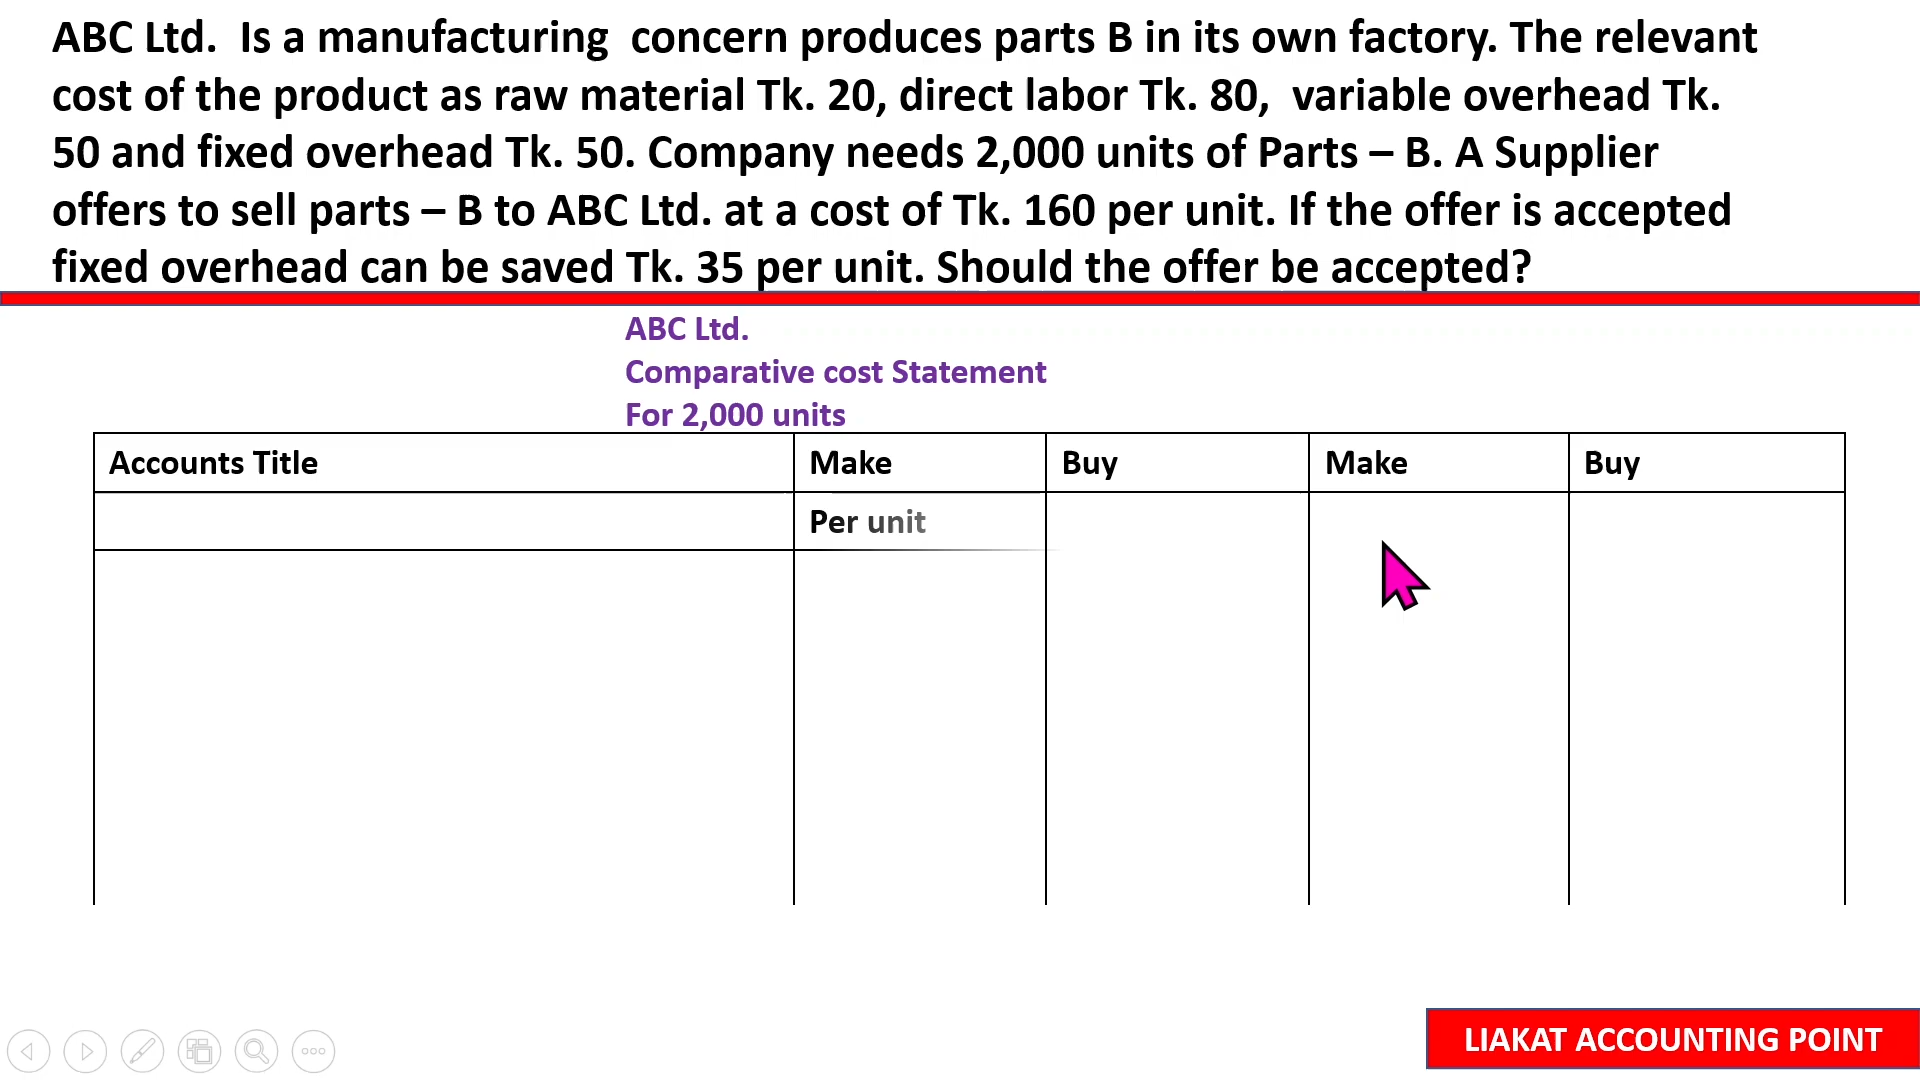 ABC Ltd.  Is a manufacturing  concern produces parts B in its own factory. The relevant
cost of the product as raw material Tk. 20, direct labor Tk. 80,  variable overhead Tk.
50 and fixed overhead Tk. 50. Company needs 2,000 units of Parts – B. A Supplier
offers to sell parts – B to ABC Ltd. at a cost of Tk. 160 per unit. If the offer is accepted
fixed overhead can be saved Tk. 35 per unit. Should the offer be accepted?
ABC Ltd.
Comparative cost Statement
For 2,000 units
Accounts Title Make Buy Make Buy
Per unit
LIAKAT ACCOUNTING POINT